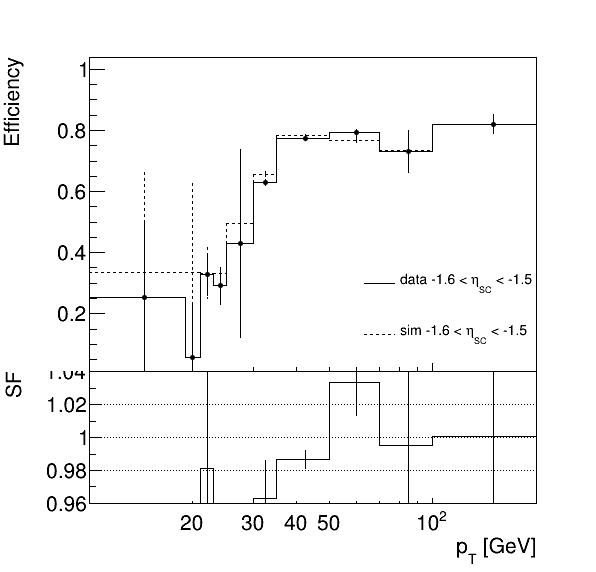 Efficiency
1
0.8
0.6
0.4
0.2
data -1.6 < η_SC < -1.5
sim -1.6 < η_SC < -1.5
SF
1.04
1.02
1
0.98
0.96
20 30 40 50 10²
p_T [GeV]